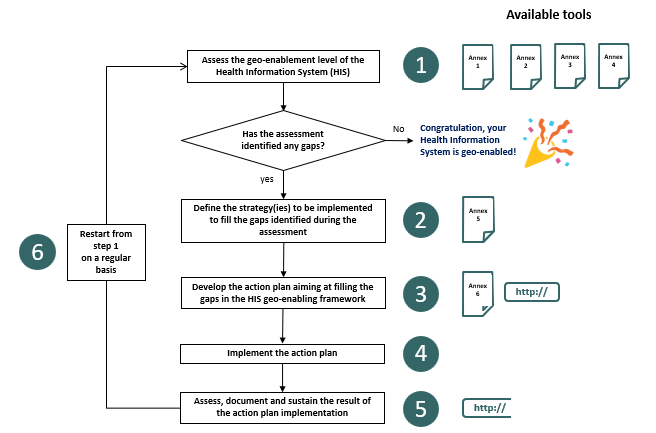 Available tools
Assess the geo-enablement level of the
Health Information System (HIS)
1
Annex
1
Annex
2
Annex
3
Annex
4
Has the assessment
identified any gaps?
No
Congratulation, your
Health Information
System is geo-enabled!
yes
Define the strategy(ies) to be implemented
to fill the gaps identified during the
assessment
2
Annex
5
Restart from
step 1
on a regular
basis
6
Develop the action plan aiming at filling the
gaps in the HIS geo-enabling framework
3
Annex
6
http://
Implement the action plan
4
Assess, document and sustain the result of
the action plan implementation
5
http://